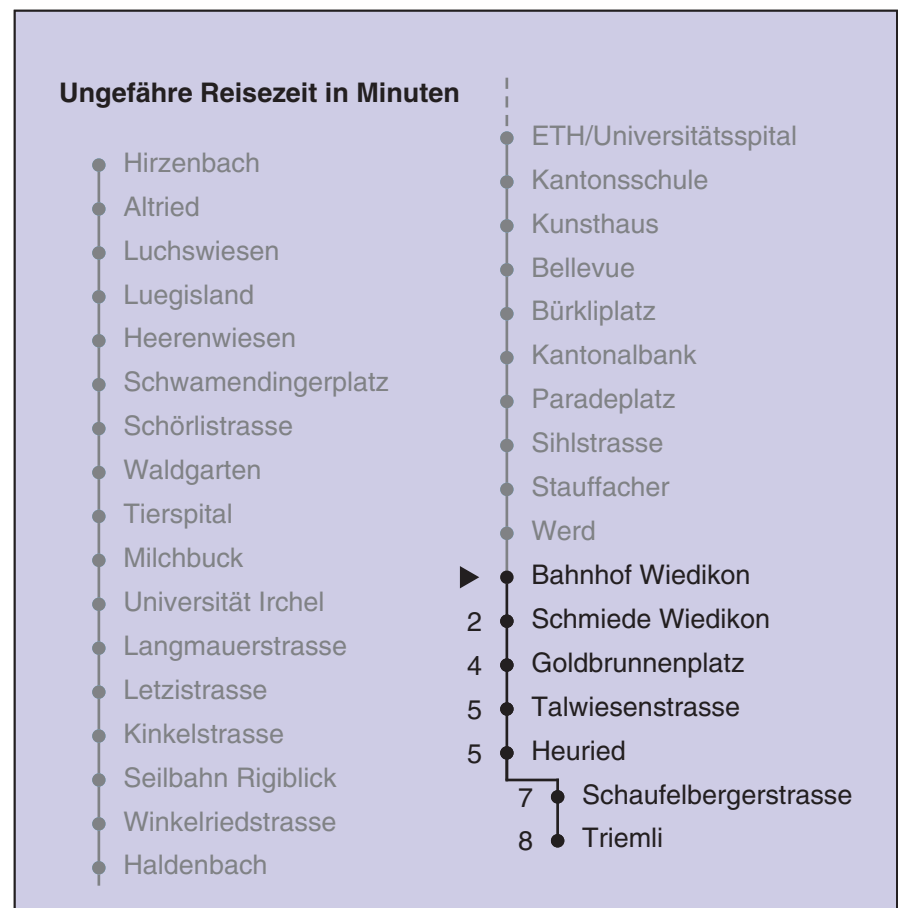 Ungefähre Reisezeit in Minuten
Hirzenbach
Altried
Luchswiesen
Luegisland
Heerenwiesen
Schwamendingerplatz
Schörlistrasse
Waldgarten
Tierspital
Milchbuck
Universität Irchel
Langmauerstrasse
Letzistrasse
Kinkelstrasse
Seilbahn Rigiblick
Winkelriedstrasse
Haldenbach
ETH/Universitätsspital
Kantonsschule
Kunsthaus
Bellevue
Bürkliplatz
Kantonalbank
Paradeplatz
Sihlstrasse
Stauffacher
Werd
Bahnhof Wiedikon
2 Schmiede Wiedikon
4 Goldbrunnenplatz
5 Talwiesenstrasse
5 Heuried
7 Schaufelbergerstrasse
8 Triemli